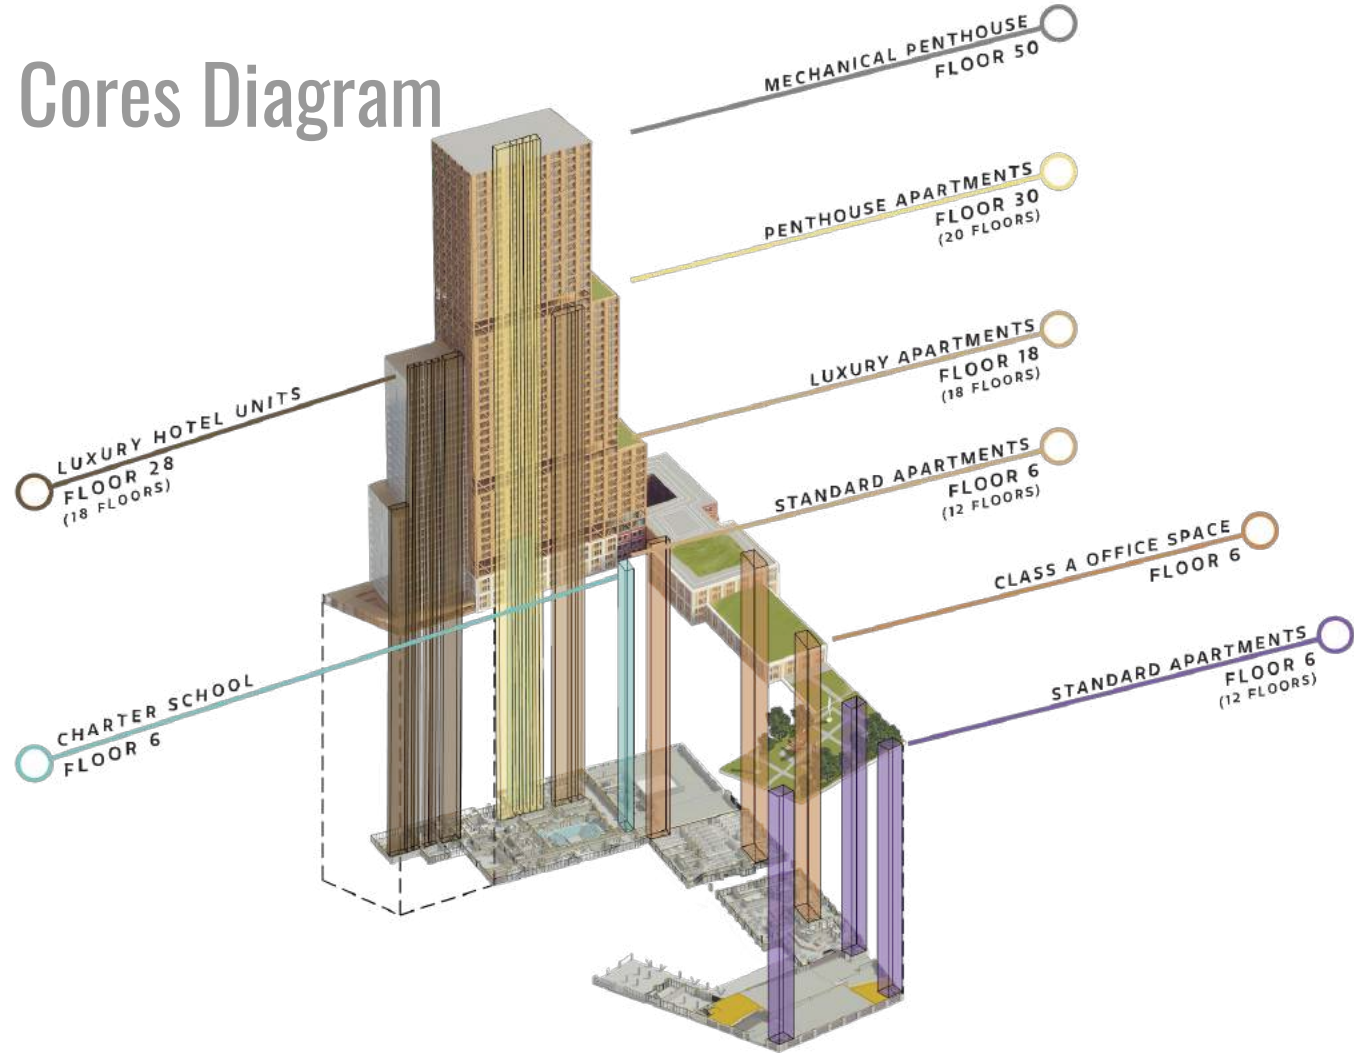 Cores Diagram
MECHANICAL PENTHOUSE
FLOOR 50
PENTHOUSE APARTMENTS
FLOOR 30
(20 FLOORS)
LUXURY APARTMENTS
FLOOR 18
(18 FLOORS)
LUXURY HOTEL UNITS
FLOOR 28
(18 FLOORS)
STANDARD APARTMENTS
FLOOR 6
(12 FLOORS)
CLASS A OFFICE SPACE
FLOOR 6
STANDARD APARTMENTS
FLOOR 6
(12 FLOORS)
CHARTER SCHOOL
FLOOR 6